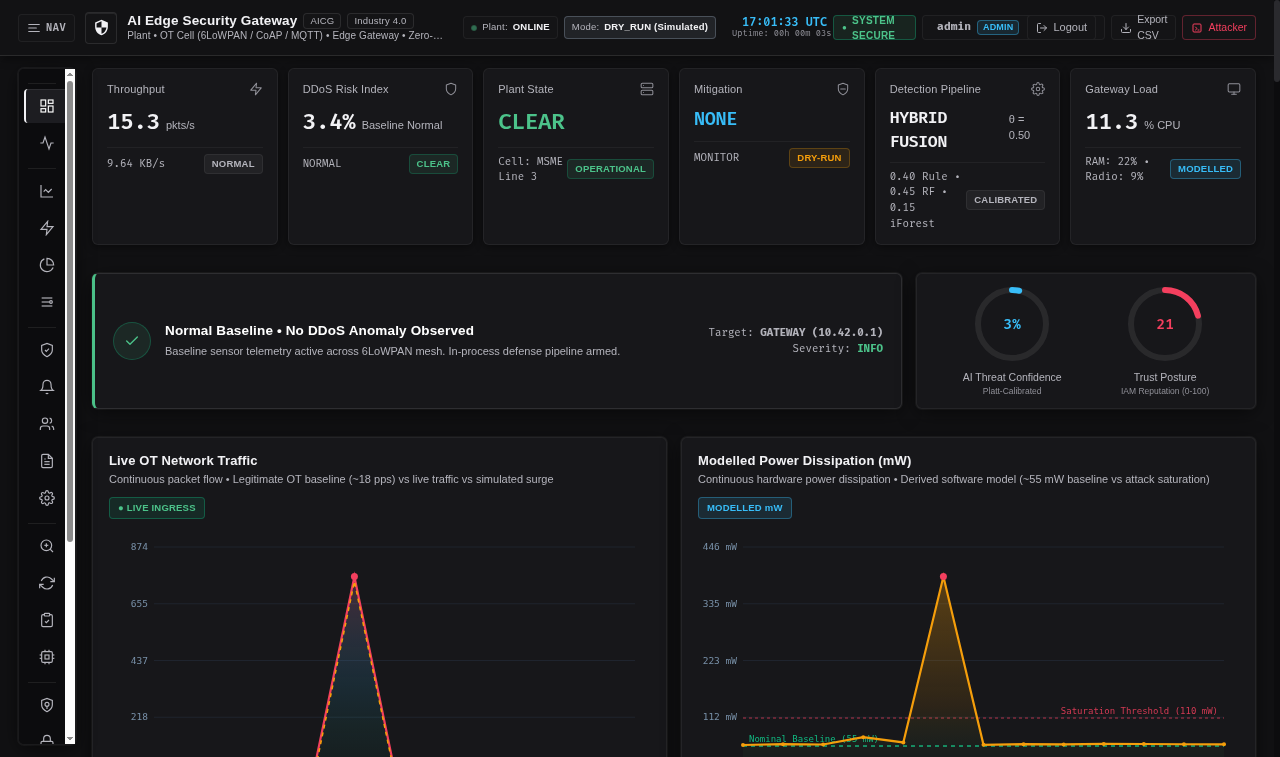 NAV
AI Edge Security Gateway AICG Industry 4.0
Plant • OT Cell (6LoWPAN / CoAP / MQTT) • Edge Gateway • Zero-...
Plant: ONLINE
Mode: DRY_RUN (Simulated)
17:01:33 UTC
Uptime: 00h 00m 03s
● SYSTEM
SECURE
admin ADMIN
Logout
Export
CSV
Attacker
Throughput
15.3 pkts/s
9.64 KB/s NORMAL
DDoS Risk Index
3.4% Baseline Normal
NORMAL CLEAR
Plant State
CLEAR
Cell: MSME
Line 3
OPERATIONAL
Mitigation
NONE
MONITOR DRY-RUN
Detection Pipeline
HYBRID
FUSION
θ =
0.50
0.40 Rule •
0.45 RF •
0.15
iForest
CALIBRATED
Gateway Load
11.3 % CPU
RAM: 22% •
Radio: 9%
MODELLED
Normal Baseline • No DDoS Anomaly Observed
Baseline sensor telemetry active across 6LoWPAN mesh. In-process defense pipeline armed.
Target: GATEWAY (10.42.0.1)
Severity: INFO
3%
AI Threat Confidence
Platt-Calibrated
21
Trust Posture
IAM Reputation (0-100)
Live OT Network Traffic
Continuous packet flow • Legitimate OT baseline (~18 pps) vs live traffic vs simulated surge
● LIVE INGRESS
874
655
437
218
Modelled Power Dissipation (mW)
Continuous hardware power dissipation • Derived software model (~55 mW baseline vs attack saturation)
MODELLED mW
446 mW
335 mW
223 mW
112 mW
Saturation Threshold (110 mW)
Nominal Baseline (55 mW)